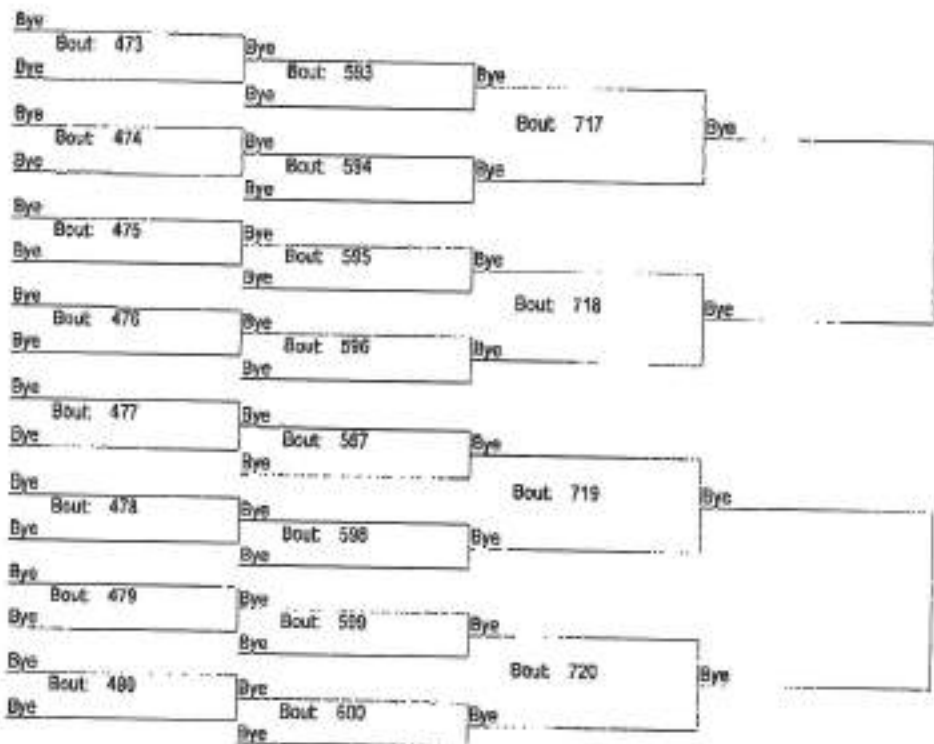 Bye
Bout: 473
Bye
Bye
Bout: 593
Bye
Bye
Bye
Bout: 474
Bye
Bye
Bout: 594
Bye
Bye
Bout: 717
Bye
Bye
Bout: 475
Bye
Bye
Bout: 595
Bye
Bye
Bye
Bout: 476
Bye
Bye
Bout: 596
Bye
Bye
Bout: 718
Bye
Bye
Bout: 477
Bye
Bye
Bout: 597
Bye
Bye
Bye
Bout: 478
Bye
Bye
Bout: 598
Bye
Bye
Bout: 719
Bye
Bye
Bout: 479
Bye
Bye
Bout: 599
Bye
Bye
Bye
Bout: 480
Bye
Bye
Bout: 600
Bye
Bye
Bout: 720
Bye